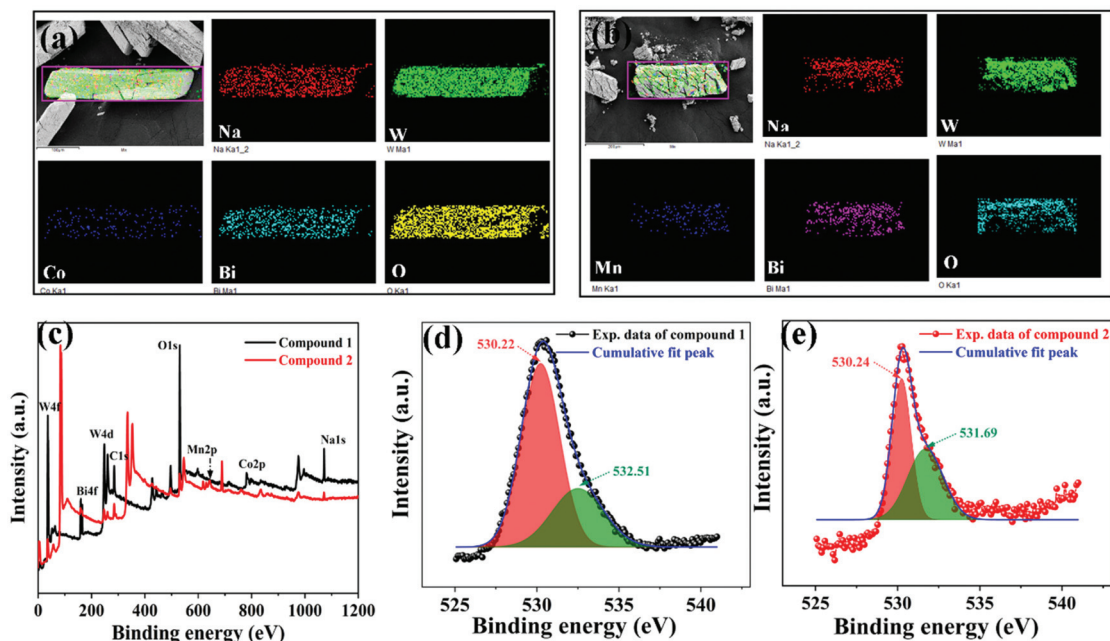 (a)
Na
W
100μm
Mn
Na Ka1_2
W Ma1
Co
Bi
O
Co Ka1
Bi Ma1
O Ka1
(b)
Na
W
Mn
Na Ka1_2
W Ma1
Mn
Bi
O
Mn Ka1
Bi Ma1
O Ka1
(c)
Compound 1
Compound 2
O1s
W4f
W4d
C1s
Bi4f
Mn2p
Co2p
Na1s
Intensity (a.u.)
0 200 400 600 800 1000 1200
Binding energy (eV)
(d)
Exp. data of compound 1
Cumulative fit peak
530.22
532.51
Intensity (a.u.)
525 530 535 540
Binding energy (eV)
(e)
Exp. data of compound 2
Cumulative fit peak
530.24
531.69
Intensity (a.u.)
525 530 535 540
Binding energy (eV)